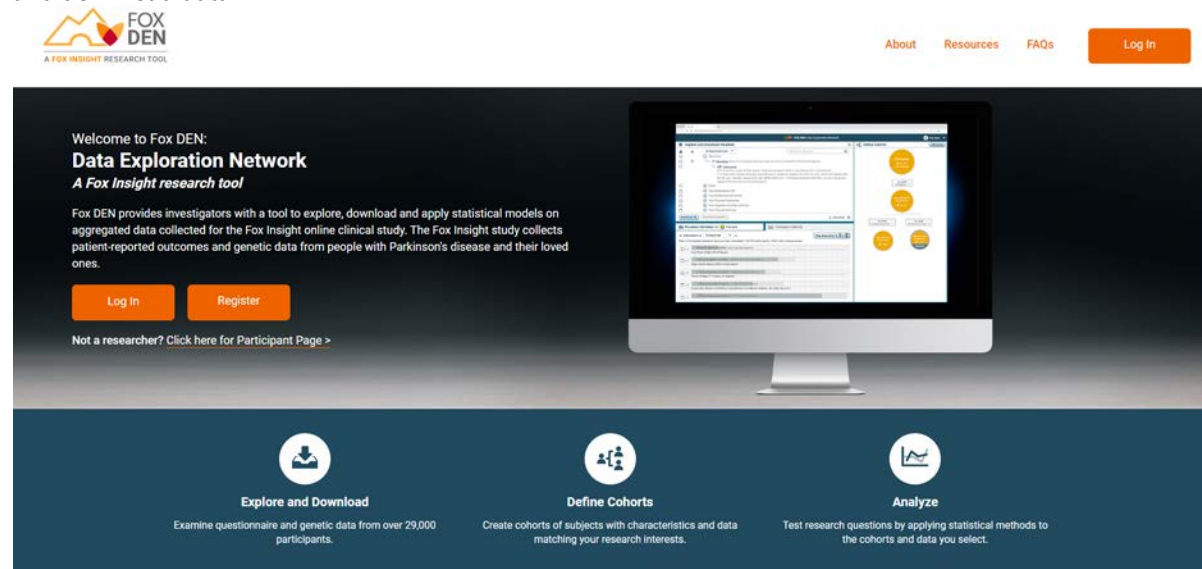 FOX
DEN
A FOX INSIGHT RESEARCH TOOL
About Resources FAQs Log In
Welcome to Fox DEN:
Data Exploration Network
A Fox Insight research tool
Fox DEN provides investigators with a tool to explore, download and apply statistical models on
aggregated data collected for the Fox Insight online clinical study. The Fox Insight study collects
patient-reported outcomes and genetic data from people with Parkinson's disease and their loved
ones.
Log In Register
Not a researcher? Click here for Participant Page >
Explore and Download
Examine questionnaire and genetic data from over 29,000
participants.
Define Cohorts
Create cohorts of subjects with characteristics and data
matching your research interests.
Analyze
Test research questions by applying statistical methods to
the cohorts and data you select.